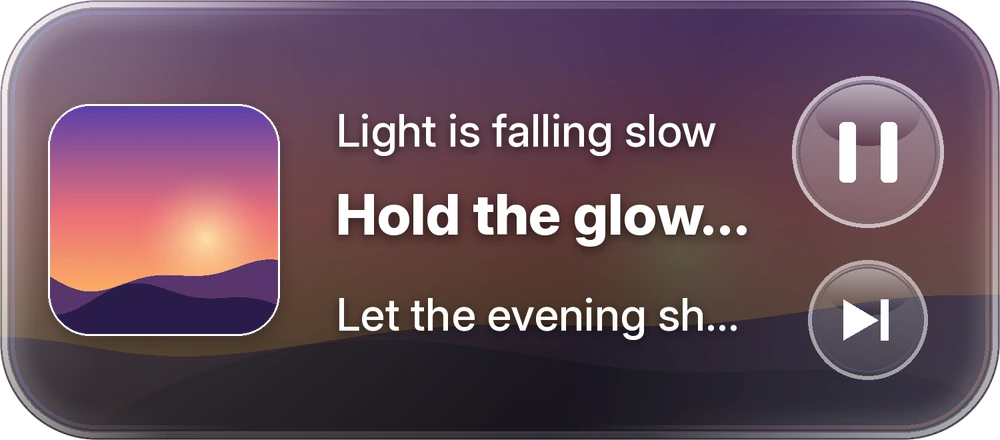 Light is falling slow
Hold the glow...
Let the evening sh...